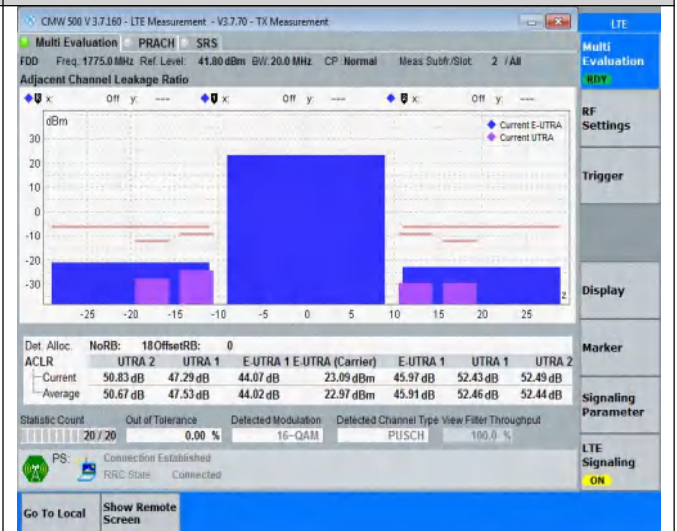 CMW 500 V 3.7.160 - LTE Measurement - V3.7.70 - TX Measurement
LTE
Multi Evaluation PRACH SRS
Multi Evaluation
RDY
FDD Freq.:1775.0 MHz Ref. Level: 41.80 dBm BW: 20.0 MHz CP: Normal Meas Subfr./Slot: 2 / All
Adjacent Channel Leakage Ratio
x: Off y: --- x: Off y: --- x: Off y: ---
dBm
Current E-UTRA
Current UTRA
30
20
10
0
-10
-20
-30
z
-25 -20 -15 -10 -5 0 5 10 15 20 25
RF Settings
Trigger
Display
Marker
Signaling Parameter
LTE Signaling
ON
Det. Alloc. NoRB: 18 OffsetRB: 0
ACLR UTRA 2 UTRA 1 E-UTRA 1 E-UTRA (Carrier) E-UTRA 1 UTRA 1 UTRA 2
Current 50.83 dB 47.29 dB 44.07 dB 23.09 dBm 45.97 dB 52.43 dB 52.49 dB
Average 50.67 dB 47.53 dB 44.02 dB 22.97 dBm 45.91 dB 52.46 dB 52.44 dB
Statistic Count Out of Tolerance Detected Modulation Detected Channel Type View Filter Throughput
20 / 20 0.00 % 16-QAM PUSCH 100.0 %
PS: Connection Established
RRC State Connected
Go To Local Show Remote Screen